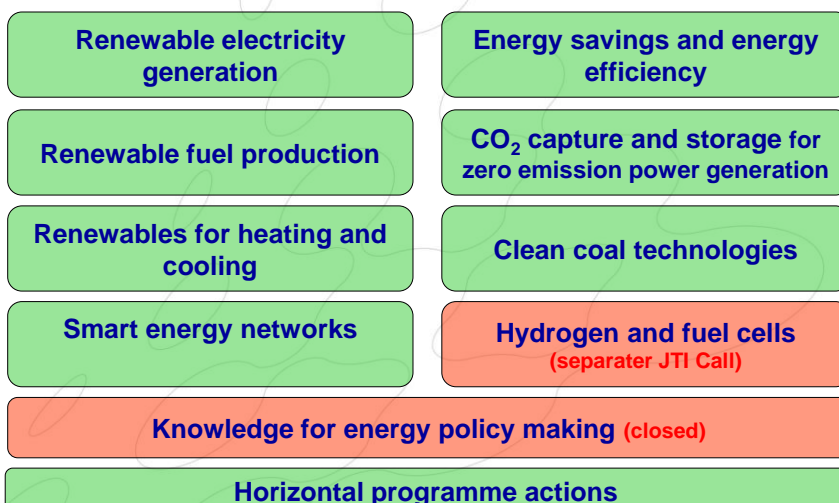 Renewable electricity
generation
Energy savings and energy
efficiency
Renewable fuel production
CO₂ capture and storage for
zero emission power generation
Renewables for heating and
cooling
Clean coal technologies
Smart energy networks
Hydrogen and fuel cells
(separater JTI Call)
Knowledge for energy policy making (closed)
Horizontal programme actions